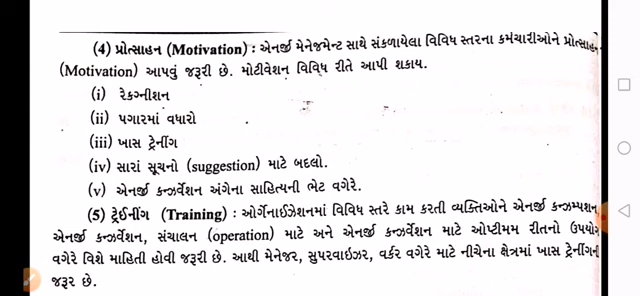 (4) પ્રોત્સાહન (Motivation) : એનર્જી મેનેજમેન્ટ સાથે સંકળાયેલા વિવિધ સ્તરના કર્મચારીઓને પ્રોત્સાહન
(Motivation) આપવું જરૂરી છે. મોટીવેશન વિવિધ રીતે આપી શકાય.
(i) રેકગ્નીશન
(ii) પગારમાં વધારો
(iii) ખાસ ટ્રેનીંગ
(iv) સારાં સૂચનો (suggestion) માટે બદલો.
(v) એનર્જી કન્ઝર્વેશન અંગેના સાહિત્યની ભેટ વગેરે.
(5) ટ્રેઈનીંગ (Training) : ઓર્ગેનાઈઝેશનમાં વિવિધ સ્તરે કામ કરતી વ્યક્તિઓને એનર્જી કન્ઝમ્પશન,
એનર્જી કન્ઝર્વેશન, સંચાલન (operation) માટે અને એનર્જી કન્ઝર્વેશન માટે ઓપ્ટીમમ રીતનો ઉપયોગ
વગેરે વિશે માહિતી હોવી જરૂરી છે. આથી મેનેજર, સુપરવાઇઝર, વર્કર વગેરે માટે નીચેના ક્ષેત્રમાં ખાસ ટ્રેનીંગની
જરૂર છે.